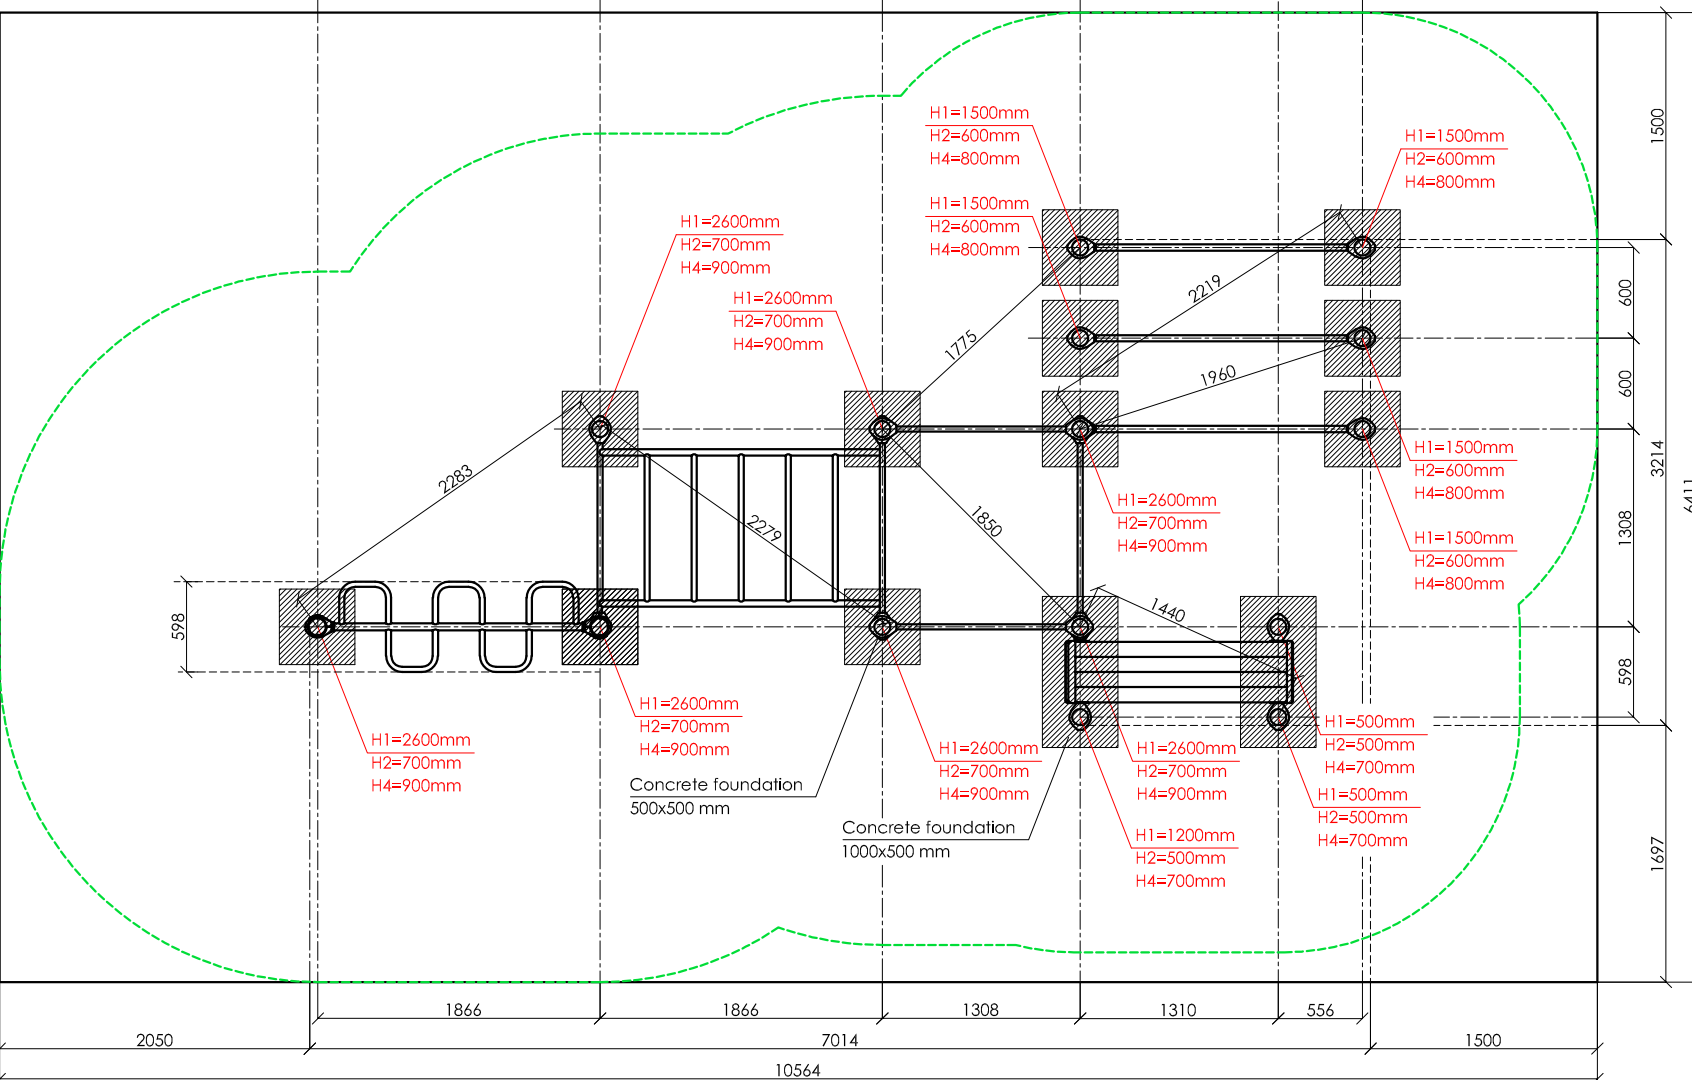 H1=1500mm
H2=600mm
H4=800mm
H1=1500mm
H2=600mm
H4=800mm
1500
H1=1500mm
H2=600mm
H4=800mm
H1=2600mm
H2=700mm
H4=900mm
H1=2600mm
H2=700mm
H4=900mm
2219
600
1775
1960
600
2283
2279
1850
H1=1500mm
H2=600mm
H4=800mm
3214
6411
H1=2600mm
H2=700mm
H4=900mm
1308
H1=1500mm
H2=600mm
H4=800mm
598
1440
598
H1=2600mm
H2=700mm
H4=900mm
H1=2600mm
H2=700mm
H4=900mm
H1=2600mm
H2=700mm
H4=900mm
H1=2600mm
H2=700mm
H4=900mm
H1=500mm
H2=500mm
H4=700mm
Concrete foundation
500x500 mm
H1=500mm
H2=500mm
H4=700mm
Concrete foundation
1000x500 mm
H1=1200mm
H2=500mm
H4=700mm
1697
1866
1866
1308
1310
556
2050
7014
1500
10564